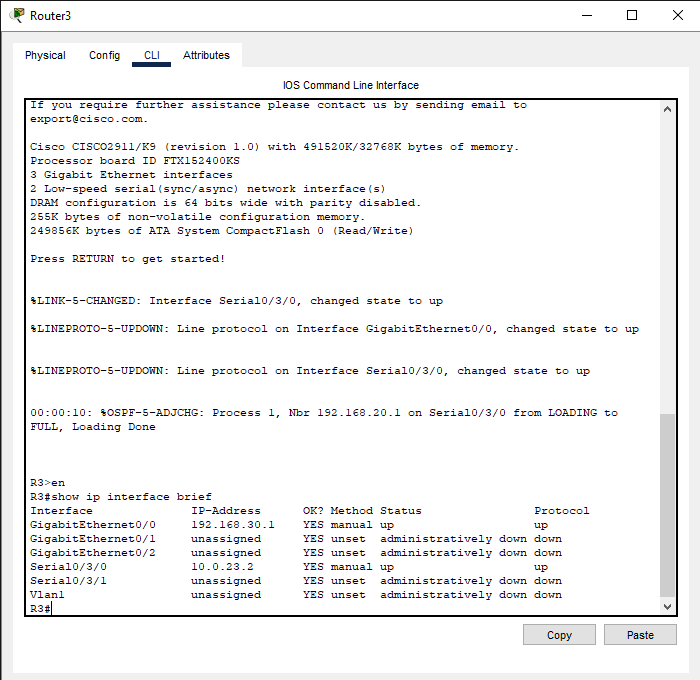 Router3
Physical Config CLI Attributes
IOS Command Line Interface
If you require further assistance please contact us by sending email to
export@cisco.com.
Cisco CISCO2911/K9 (revision 1.0) with 491520K/32768K bytes of memory.
Processor board ID FTX152400KS
3 Gigabit Ethernet interfaces
2 Low-speed serial(sync/async) network interface(s)
DRAM configuration is 64 bits wide with parity disabled.
255K bytes of non-volatile configuration memory.
249856K bytes of ATA System CompactFlash 0 (Read/Write)
Press RETURN to get started!
%LINK-5-CHANGED: Interface Serial0/3/0, changed state to up
%LINEPROTO-5-UPDOWN: Line protocol on Interface GigabitEthernet0/0, changed state to up
%LINEPROTO-5-UPDOWN: Line protocol on Interface Serial0/3/0, changed state to up
00:00:10: %OSPF-5-ADJCHG: Process 1, Nbr 192.168.20.1 on Serial0/3/0 from LOADING to
FULL, Loading Done
R3>en
R3#show ip interface brief
Interface IP-Address OK? Method Status Protocol
GigabitEthernet0/0 192.168.30.1 YES manual up up
GigabitEthernet0/1 unassigned YES unset administratively down down
GigabitEthernet0/2 unassigned YES unset administratively down down
Serial0/3/0 10.0.23.2 YES manual up up
Serial0/3/1 unassigned YES unset administratively down down
Vlan1 unassigned YES unset administratively down down
R3#
Copy Paste